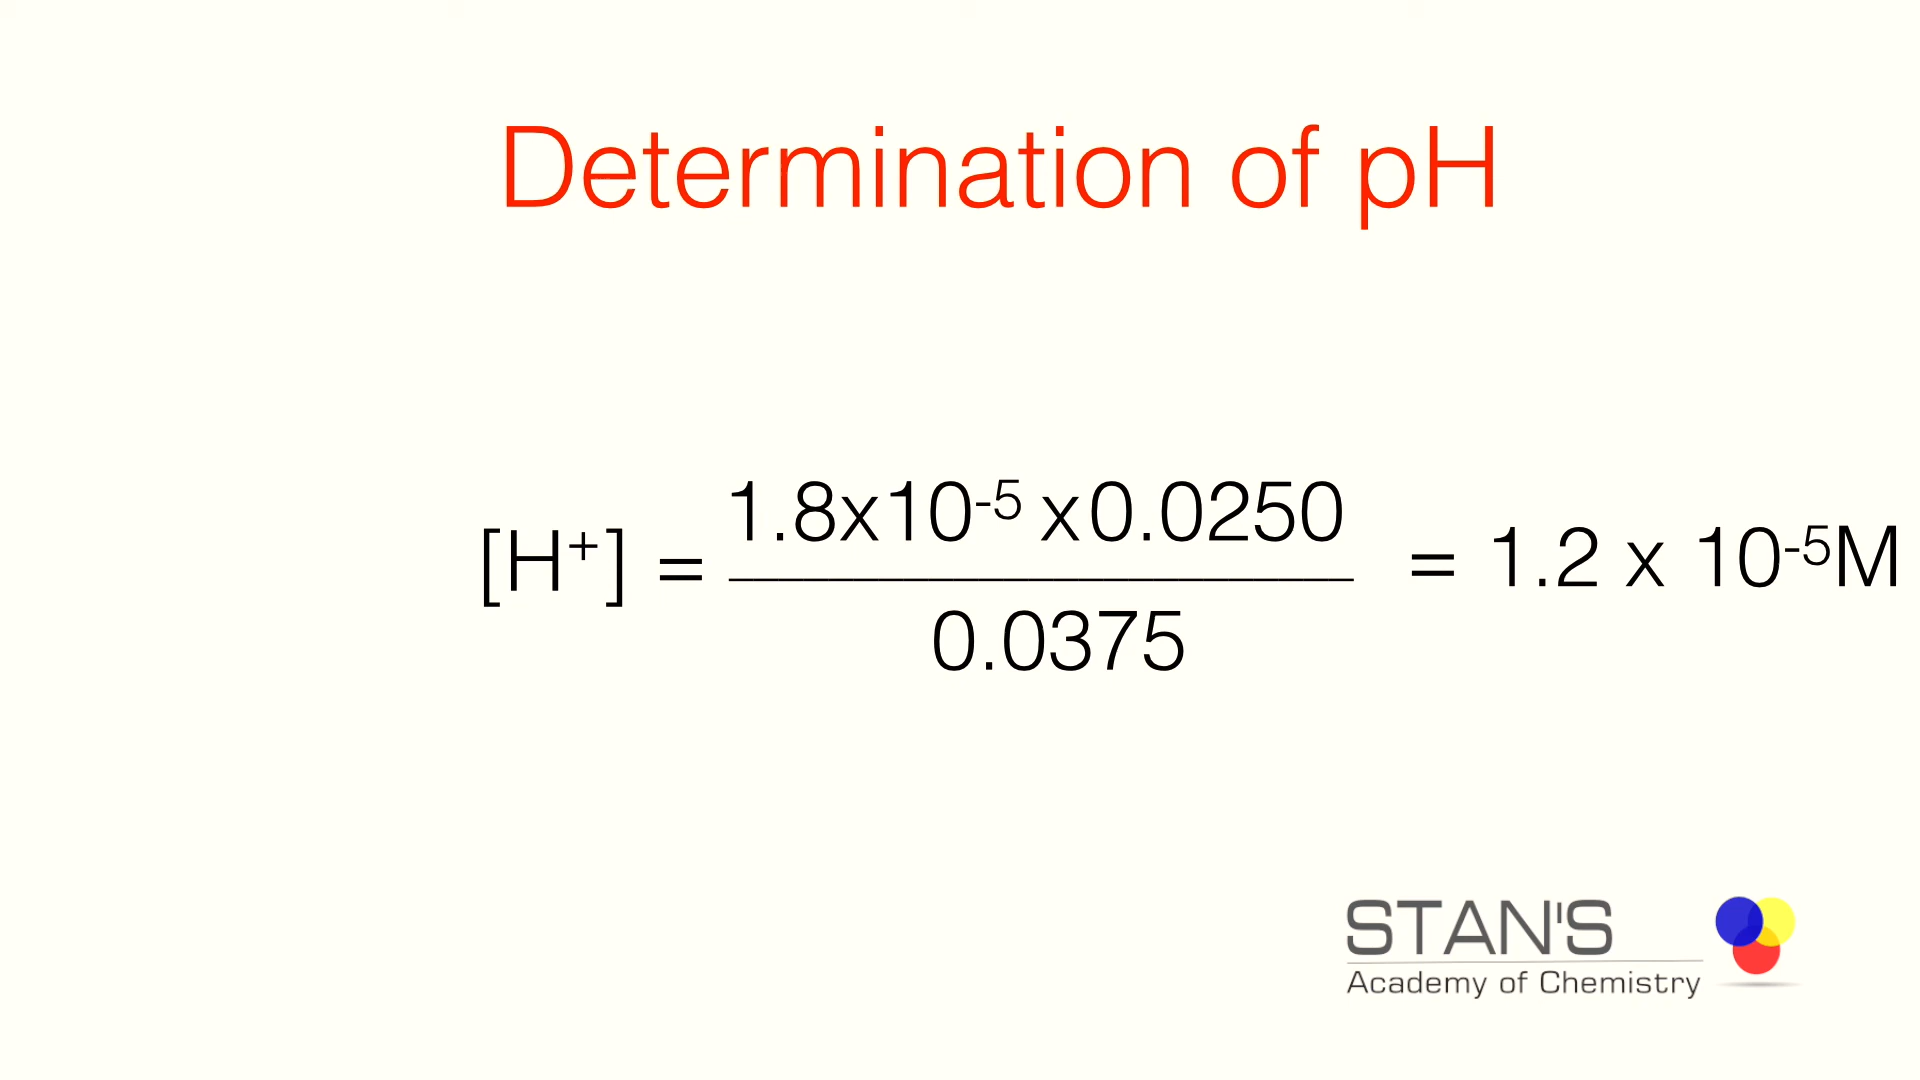 Determination of pH
[H⁺] = 1.8x10⁻⁵ x0.0250 = 1.2 x 10⁻⁵M
0.0375
STAN'S
Academy of Chemistry